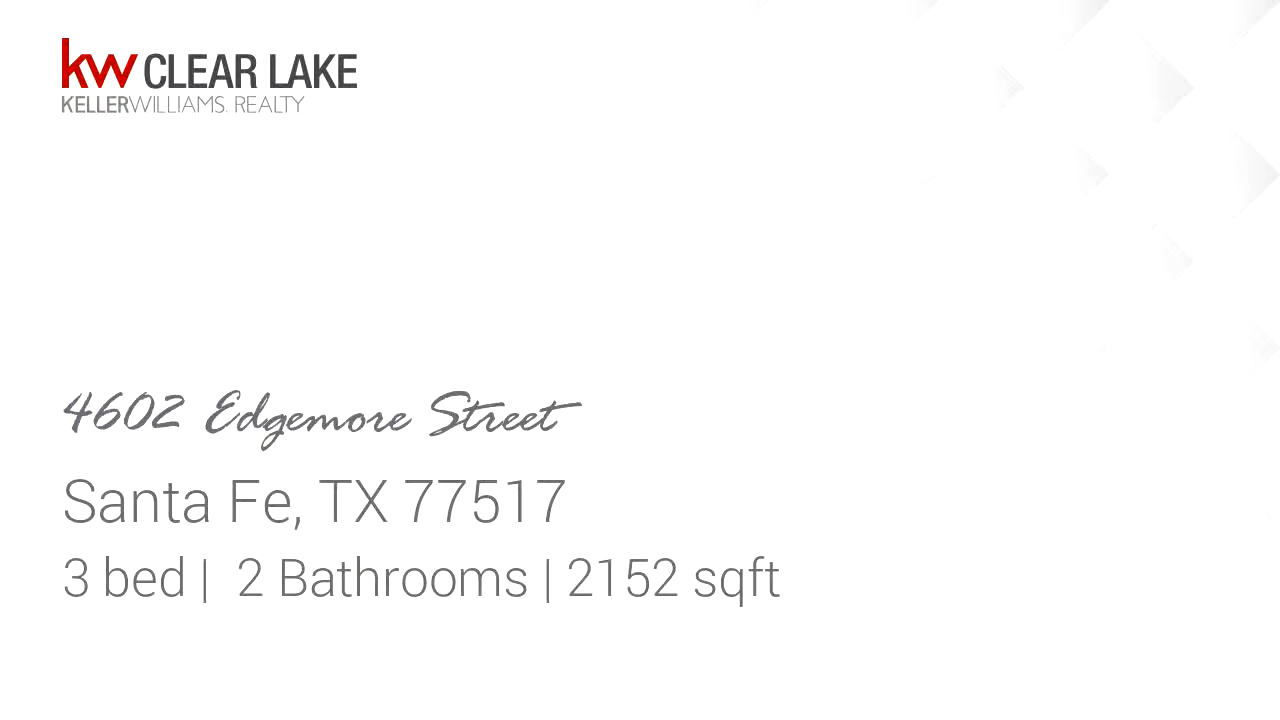 kw CLEAR LAKE
KELLERWILLIAMS. REALTY
4602 Edgemore Street
Santa Fe, TX 77517
3 bed | 2 Bathrooms | 2152 sqft